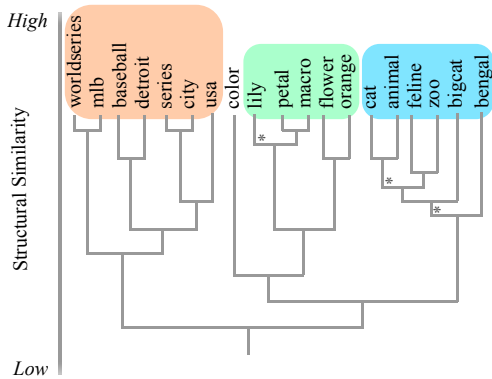 High
worldseries
mlb
baseball
detroit
series
city
usa
color
lily
petal
macro
flower
orange
cat
animal
feline
zoo
bigcat
bengal
*
*
*
Structural Similarity
Low